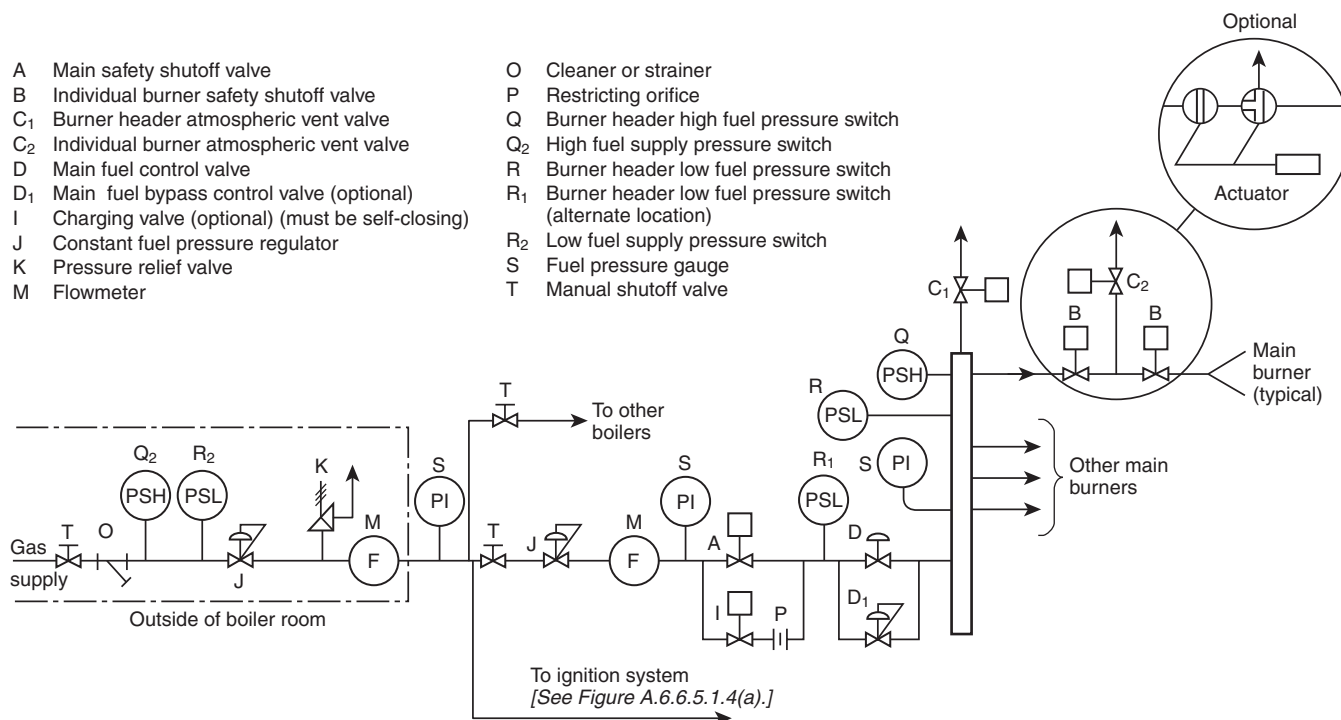 A Main safety shutoff valve
B Individual burner safety shutoff valve
C₁ Burner header atmospheric vent valve
C₂ Individual burner atmospheric vent valve
D Main fuel control valve
D₁ Main fuel bypass control valve (optional)
I Charging valve (optional) (must be self-closing)
J Constant fuel pressure regulator
K Pressure relief valve
M Flowmeter
O Cleaner or strainer
P Restricting orifice
Q Burner header high fuel pressure switch
Q₂ High fuel supply pressure switch
R Burner header low fuel pressure switch
R₁ Burner header low fuel pressure switch
(alternate location)
R₂ Low fuel supply pressure switch
S Fuel pressure gauge
T Manual shutoff valve
Optional
Actuator
C₁
C₂
B
B
Main
burner
(typical)
Q
PSH
R
PSL
S
PI
Other main
burners
T
To other
boilers
Q₂
PSH
R₂
PSL
K
S
PI
S
PI
R₁
PSL
Gas
supply
T
O
J
M
F
T
J
M
F
A
D
I
P
D₁
Outside of boiler room
To ignition system
[See Figure A.6.6.5.1.4(a).]